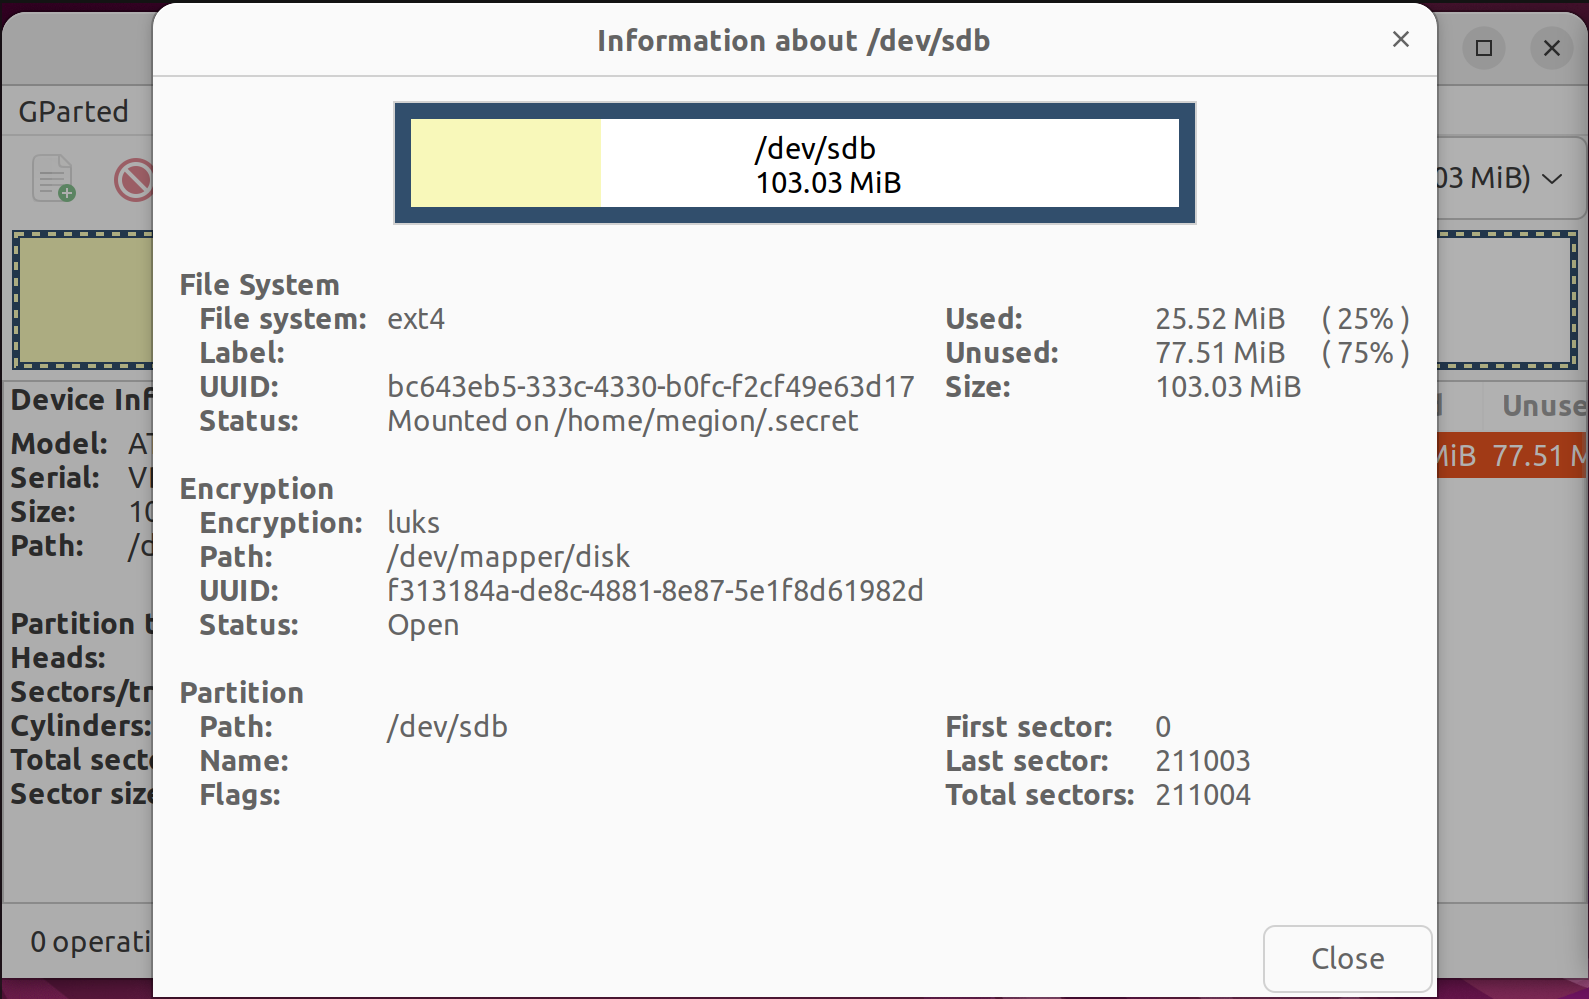 Information about /dev/sdb
GParted
/dev/sdb
103.03 MiB
03 MiB)
File System
File system: ext4
Used: 25.52 MiB ( 25% )
Label:
Unused: 77.51 MiB ( 75% )
UUID: bc643eb5-333c-4330-b0fc-f2cf49e63d17
Size: 103.03 MiB
Status: Mounted on /home/megion/.secret
Encryption
Encryption: luks
Path: /dev/mapper/disk
UUID: f313184a-de8c-4881-8e87-5e1f8d61982d
Status: Open
Partition
Path: /dev/sdb
First sector: 0
Name:
Last sector: 211003
Flags:
Total sectors: 211004
Close
Device Inf
Model: AT
Serial:
Size: 10
Path: /d
Partition t
Heads:
Sectors/tr
Cylinders:
Total secto
Sector size
Unuse
MiB 77.51 M
0 operati